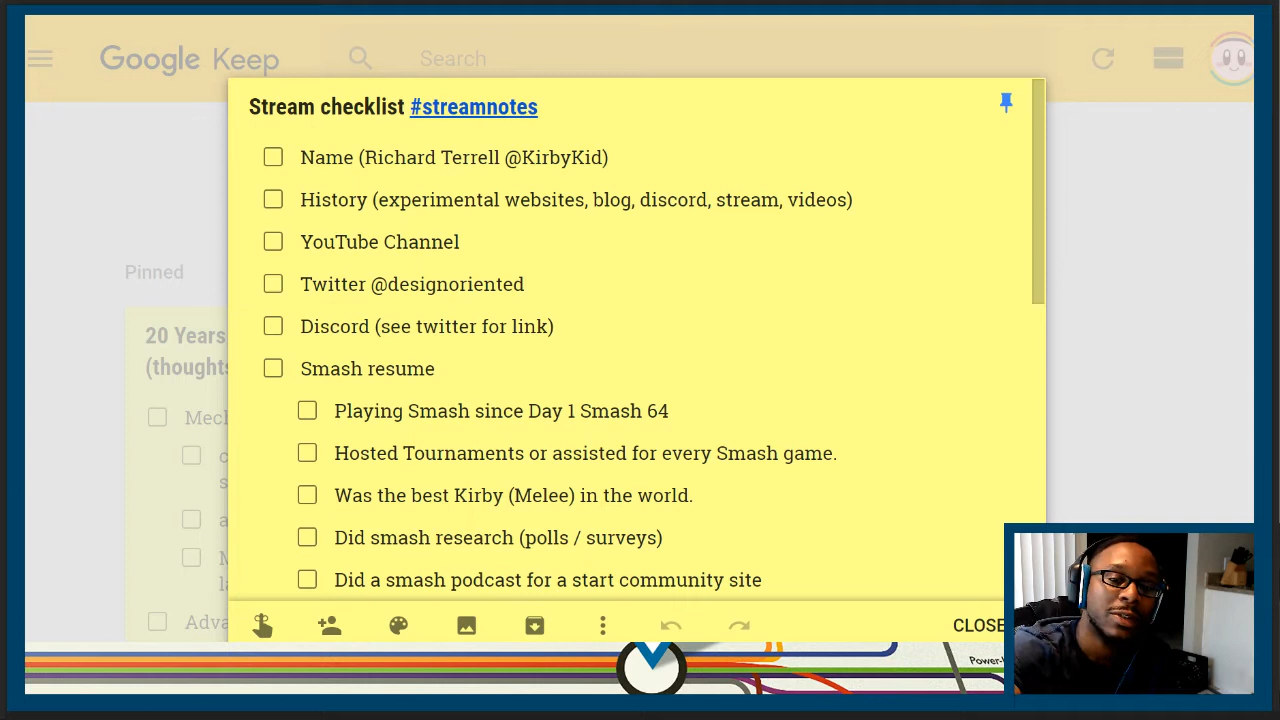 Google Keep
Search
Stream checklist #streamnotes
Name (Richard Terrell @KirbyKid)
History (experimental websites, blog, discord, stream, videos)
YouTube Channel
Twitter @designoriented
Discord (see twitter for link)
Smash resume
Playing Smash since Day 1 Smash 64
Hosted Tournaments or assisted for every Smash game.
Was the best Kirby (Melee) in the world.
Did smash research (polls / surveys)
Did a smash podcast for a start community site
CLOSE
Pinned
20 Years
(thoughts
Mecl
Adva
Power-